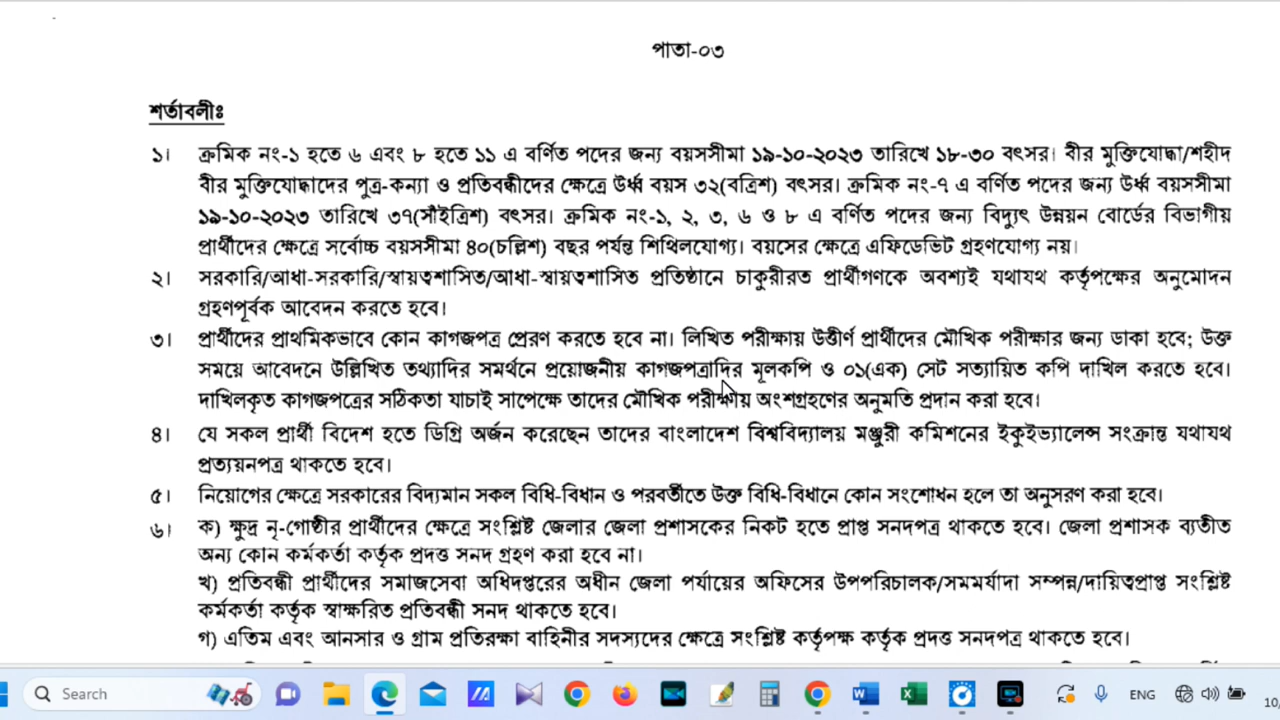 পাতা-০৩
শর্তাবলীঃ
১। ক্রমিক নং-১ হতে ৬ এবং ৮ হতে ১১ এ বর্ণিত পদের জন্য বয়সসীমা ১৯-১০-২০২৩ তারিখে ১৮-৩০ বৎসর। বীর মুক্তিযোদ্ধা/শহীদ
বীর মুক্তিযোদ্ধাদের পুত্র-কন্যা ও প্রতিবন্ধীদের ক্ষেত্রে উর্ধ্ব বয়স ৩২(বত্রিশ) বৎসর। ক্রমিক নং-৭ এ বর্ণিত পদের জন্য উর্ধ্ব বয়সসীমা
১৯-১০-২০২৩ তারিখে ৩৭(সাঁইত্রিশ) বৎসর। ক্রমিক নং-১, ২, ৩, ৬ ও ৮ এ বর্ণিত পদের জন্য বিদ্যুৎ উন্নয়ন বোর্ডের বিভাগীয়
প্রার্থীদের ক্ষেত্রে সর্বোচ্চ বয়সসীমা ৪০(চল্লিশ) বছর পর্যন্ত শিথিলযোগ্য। বয়সের ক্ষেত্রে এফিডেভিট গ্রহণযোগ্য নয়।
২। সরকারি/আধা-সরকারি/স্বায়ত্বশাসিত/আধা-স্বায়ত্বশাসিত প্রতিষ্ঠানে চাকুরীরত প্রার্থীগণকে অবশ্যই যথাযথ কর্তৃপক্ষের অনুমোদন
গ্রহণপূর্বক আবেদন করতে হবে।
৩। প্রার্থীদের প্রাথমিকভাবে কোন কাগজপত্র প্রেরণ করতে হবে না। লিখিত পরীক্ষায় উত্তীর্ণ প্রার্থীদের মৌখিক পরীক্ষার জন্য ডাকা হবে; উক্ত
সময়ে আবেদনে উল্লিখিত তথ্যাদির সমর্থনে প্রয়োজনীয় কাগজপত্রাদির মূলকপি ও ০১(এক) সেট সত্যায়িত কপি দাখিল করতে হবে।
দাখিলকৃত কাগজপত্রের সঠিকতা যাচাই সাপেক্ষে তাদের মৌখিক পরীক্ষায় অংশগ্রহণের অনুমতি প্রদান করা হবে।
৪। যে সকল প্রার্থী বিদেশ হতে ডিগ্রি অর্জন করেছেন তাদের বাংলাদেশ বিশ্ববিদ্যালয় মঞ্জুরী কমিশনের ইকুইভ্যালেন্স সংক্রান্ত যথাযথ
প্রত্যয়নপত্র থাকতে হবে।
৫। নিয়োগের ক্ষেত্রে সরকারের বিদ্যমান সকল বিধি-বিধান ও পরবর্তীতে উক্ত বিধি-বিধানে কোন সংশোধন হলে তা অনুসরণ করা হবে।
৬। ক) ক্ষুদ্র নৃ-গোষ্ঠীর প্রার্থীদের ক্ষেত্রে সংশ্লিষ্ট জেলার জেলা প্রশাসকের নিকট হতে প্রাপ্ত সনদপত্র থাকতে হবে। জেলা প্রশাসক ব্যতীত
অন্য কোন কর্মকর্তা কর্তৃক প্রদত্ত সনদ গ্রহণ করা হবে না।
খ) প্রতিবন্ধী প্রার্থীদের সমাজসেবা অধিদপ্তরের অধীন জেলা পর্যায়ের অফিসের উপপরিচালক/সমমর্যাদা সম্পন্ন/দায়িত্বপ্রাপ্ত সংশ্লিষ্ট
কর্মকর্তা কর্তৃক স্বাক্ষরিত প্রতিবন্ধী সনদ থাকতে হবে।
গ) এতিম এবং আনসার ও গ্রাম প্রতিরক্ষা বাহিনীর সদস্যদের ক্ষেত্রে সংশ্লিষ্ট কর্তৃপক্ষ কর্তৃক প্রদত্ত সনদপত্র থাকতে হবে।
Search ENG 10/